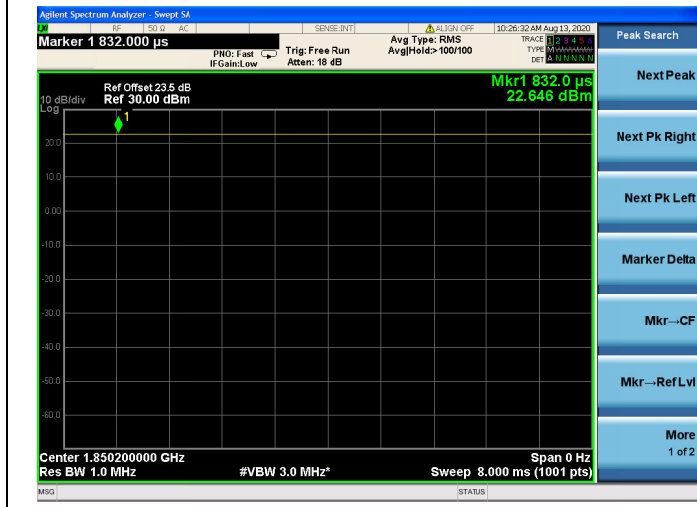 Agilent Spectrum Analyzer - Swept SA
LXI RF 50 Ω AC SENSE:INT ALIGN OFF 10:26:32 AM Aug 13, 2020
Marker 1 832.000 µs
PNO: Fast
IFGain:Low
Trig: Free Run
Atten: 18 dB
Avg Type: RMS
Avg|Hold:>100/100
TRACE 1 2 3 4 5 6
TYPE M
DET A N N N N N
Peak Search
Next Peak
Next Pk Right
Next Pk Left
Marker Delta
Mkr→CF
Mkr→Ref Lvl
More
1 of 2
Ref Offset 23.5 dB
10 dB/div Ref 30.00 dBm
Log
Mkr1 832.0 µs
22.646 dBm
1
20.0
10.0
0.00
-10.0
-20.0
-30.0
-40.0
-50.0
-60.0
Center 1.850200000 GHz Span 0 Hz
Res BW 1.0 MHz #VBW 3.0 MHz* Sweep 8.000 ms (1001 pts)
MSG STATUS